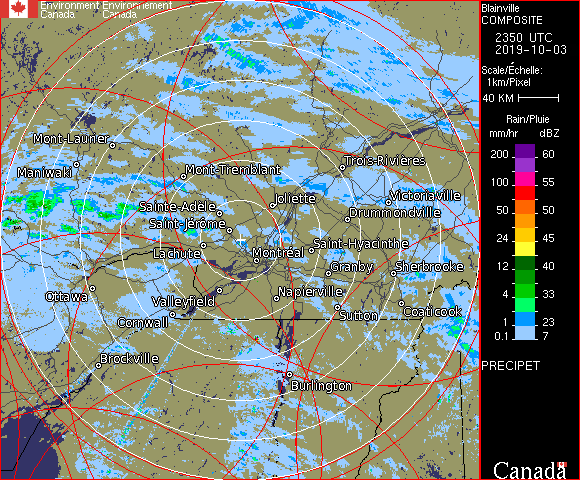 Environment Environnement
Canada Canada
Blainville
COMPOSITE
2350 UTC
2019-10-03
Scale/Échelle:
1km/Pixel
40 KM
Rain/Pluie
mm/hr dBZ
200 60
100 55
50 50
24 45
12 40
4 33
1 23
0.1 7
PRECIPET
Canada
Mont-Laurier
Maniwaki
Mont-Tremblant
Trois-Rivières
Joliette
Victoriaville
Sainte-Adèle
Drummondville
Saint-Jérôme
Lachute
Montréal
Saint-Hyacinthe
Granby
Sherbrooke
Ottawa
Valleyfield
Napierville
Cornwall
Sutton
Coaticook
Brockville
Burlington